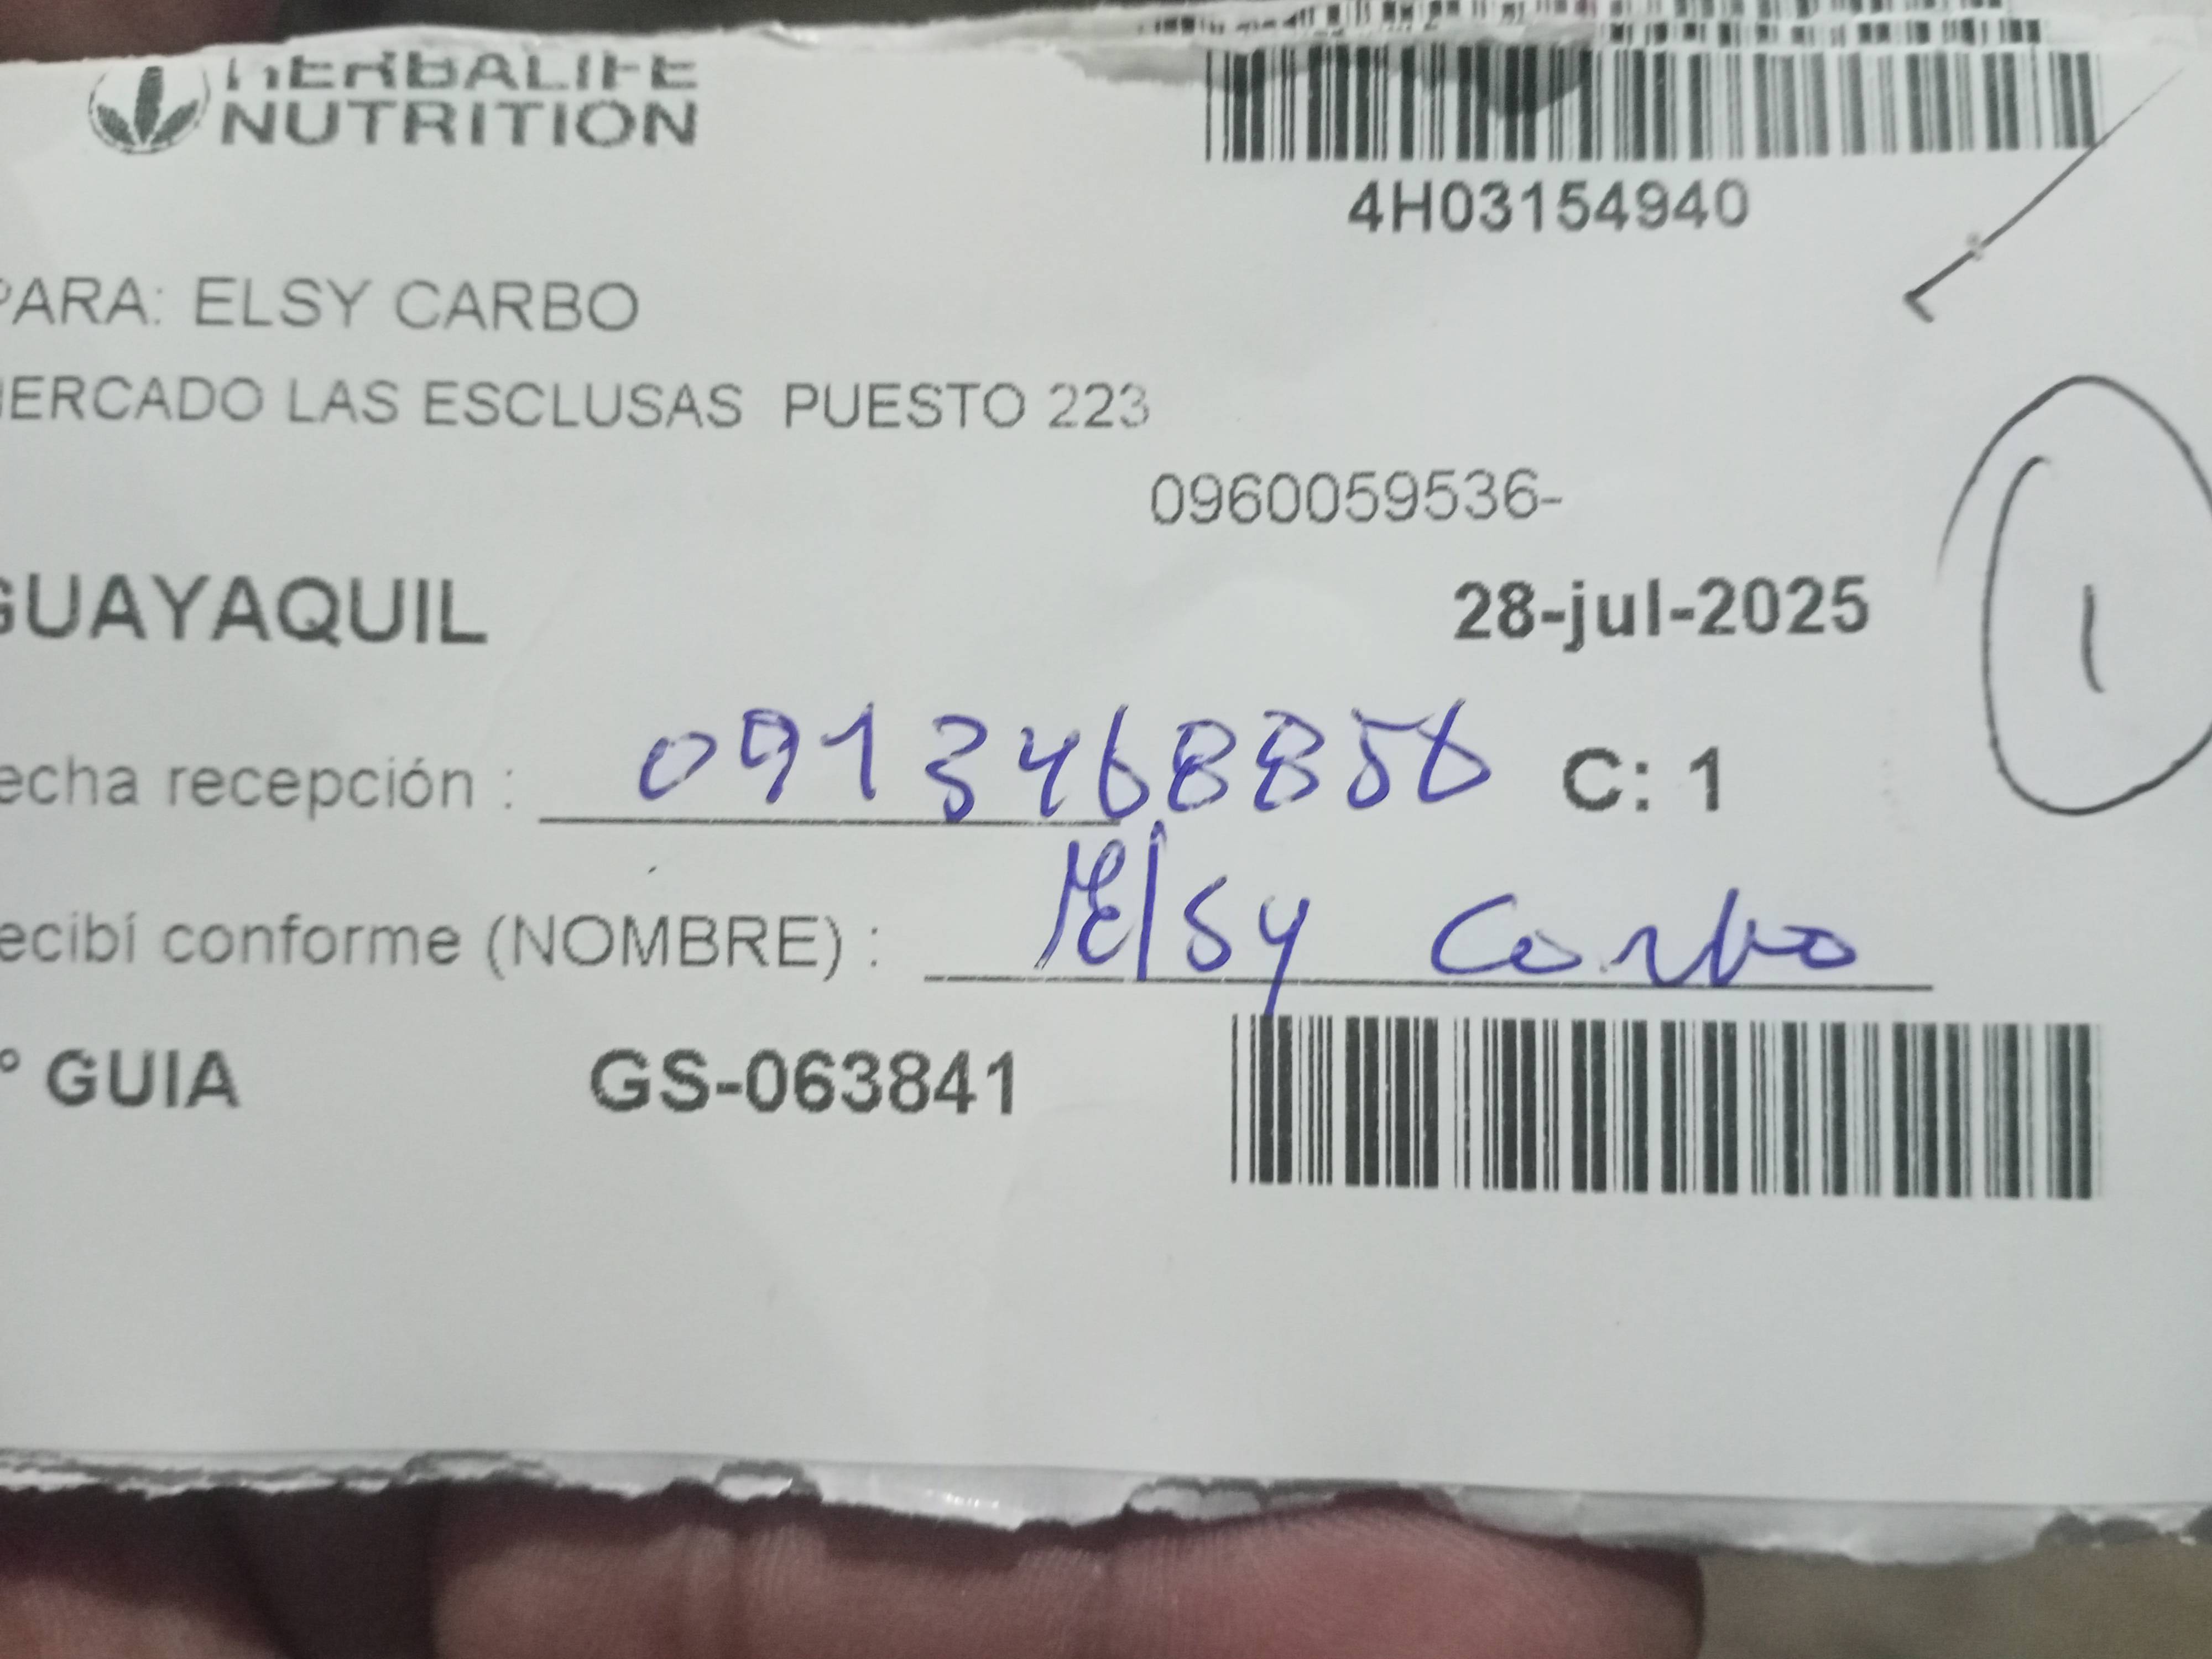 HERBALIFE
NUTRITION
4H03154940
PARA: ELSY CARBO
MERCADO LAS ESCLUSAS PUESTO 223
0960059536-
GUAYAQUIL
28-jul-2025
1
echa recepción : 0913468856 C: 1
ecibí conforme (NOMBRE) : Elsy Carbo
° GUIA GS-063841